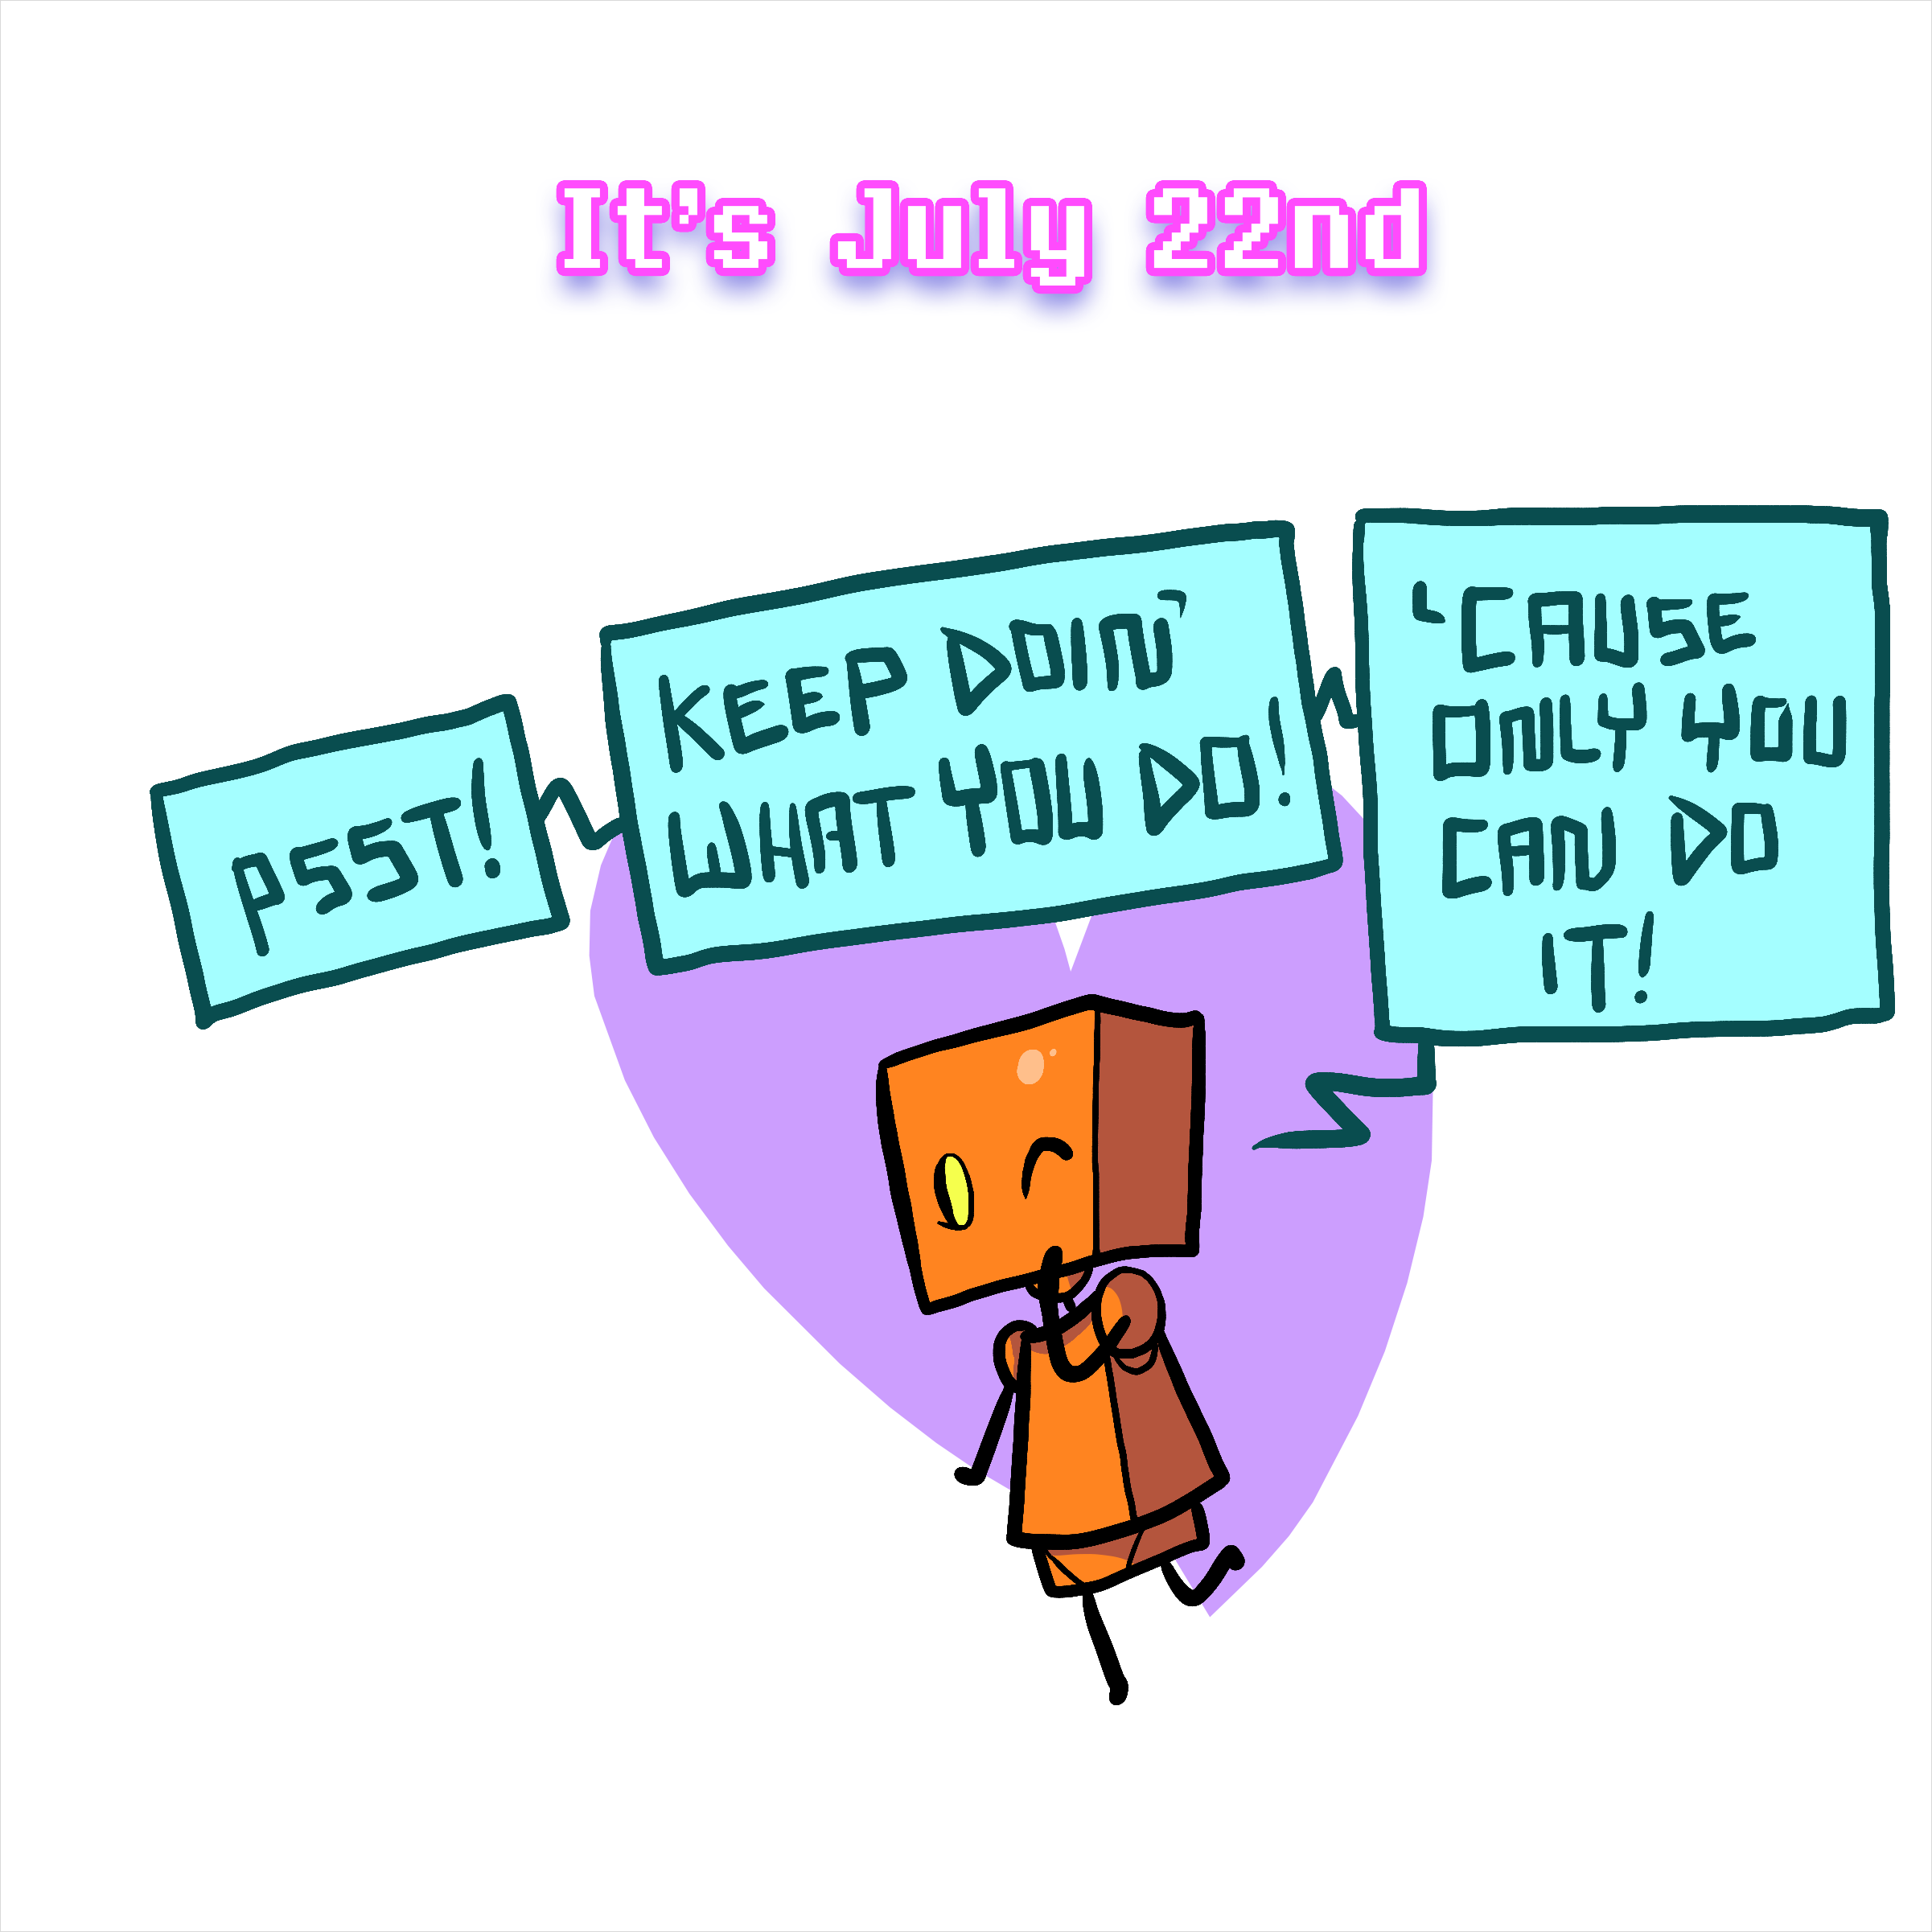 It's July 22nd
PSST!
KEEP DOIN'
WHAT YOU DO!
'CAUSE
ONLY YOU
CAN DO
IT!